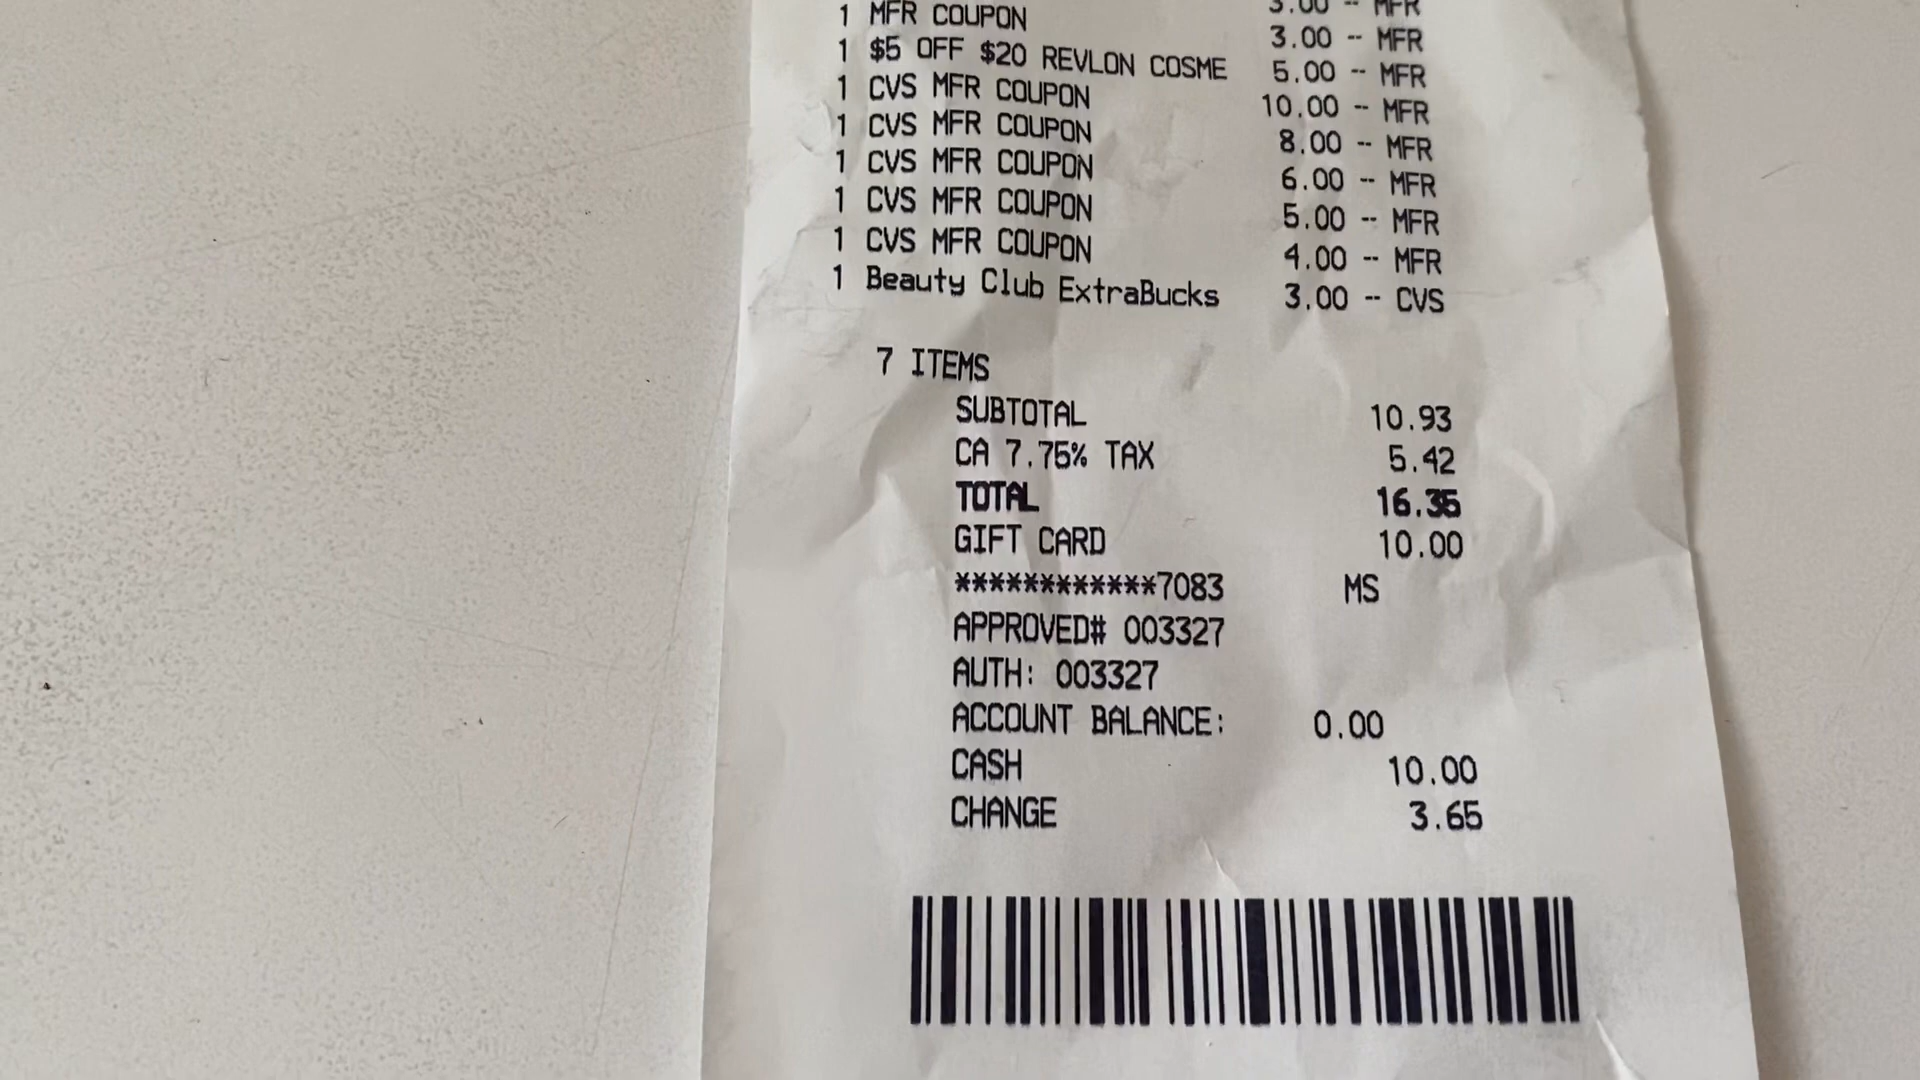 3.00 -- MFR
1 MFR COUPON 3.00 -- MFR
1 $5 OFF $20 REVLON COSME 5.00 -- MFR
1 CVS MFR COUPON 10.00 -- MFR
1 CVS MFR COUPON 8.00 -- MFR
1 CVS MFR COUPON 6.00 -- MFR
1 CVS MFR COUPON 5.00 -- MFR
1 CVS MFR COUPON 4.00 -- MFR
1 Beauty Club ExtraBucks 3.00 -- CVS
7 ITEMS
SUBTOTAL 10.93
CA 7.75% TAX 5.42
TOTAL 16.35
GIFT CARD 10.00
************7083 MS
APPROVED# 003327
AUTH: 003327
ACCOUNT BALANCE: 0.00
CASH 10.00
CHANGE 3.65